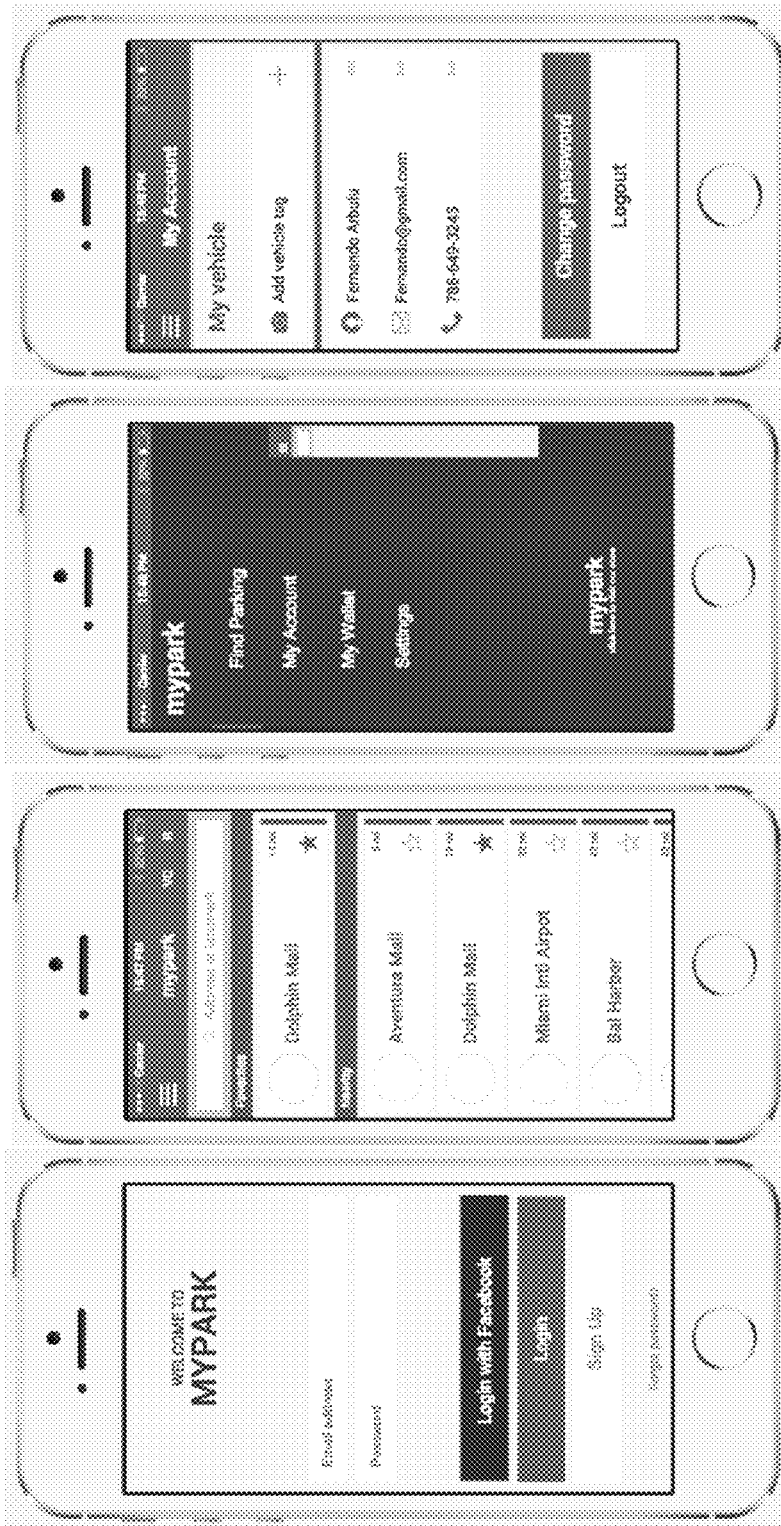 WELCOME TO
MYPARK
Email address
Password
Login with Facebook
Login
Sign Up
mypark
Dolphin Mall
Aventura Mall
Dolphin Mall
Miami Intl Airpot
Bal Harber
mypark
Find Parking
My Account
My Wallet
Settings
mypark
My Account
My vehicle
Add vehicle tag
Fernando Arbulu
Fernando@gmail.com
786-649-3245
Change password
Logout